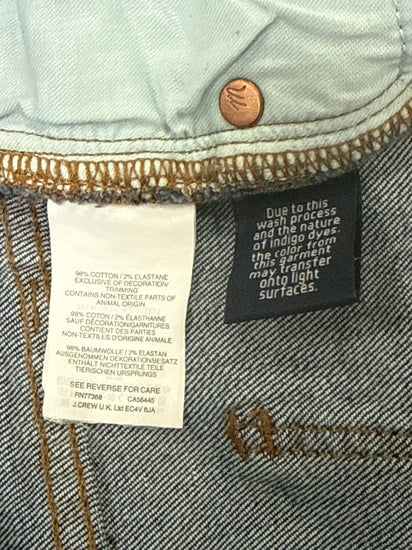 98% COTTON / 2% ELASTANE
EXCLUSIVE OF DECORATION/
TRIMMING
CONTAINS NON-TEXTILE PARTS OF
ANIMAL ORIGIN
98% COTON / 2% ÉLASTHANNE
SAUF DÉCORATION/GARNITURES
CONTIENT DES PARTIES
NON-TEXTILES D'ORIGINE ANIMALE
98% BAUMWOLLE / 2% ELASTAN
AUSGENOMMEN DEKORATION/BESATZ
ENTHÄLT NICHTTEXTILE TEILE
TIERISCHEN URSPRUNGS
SEE REVERSE FOR CARE
RN77388 CA56445
J.CREW U.K. Ltd EC4V 6JA
Due to this
wash process
and the nature
of indigo dyes,
the color from
this garment
may transfer
onto light
surfaces.